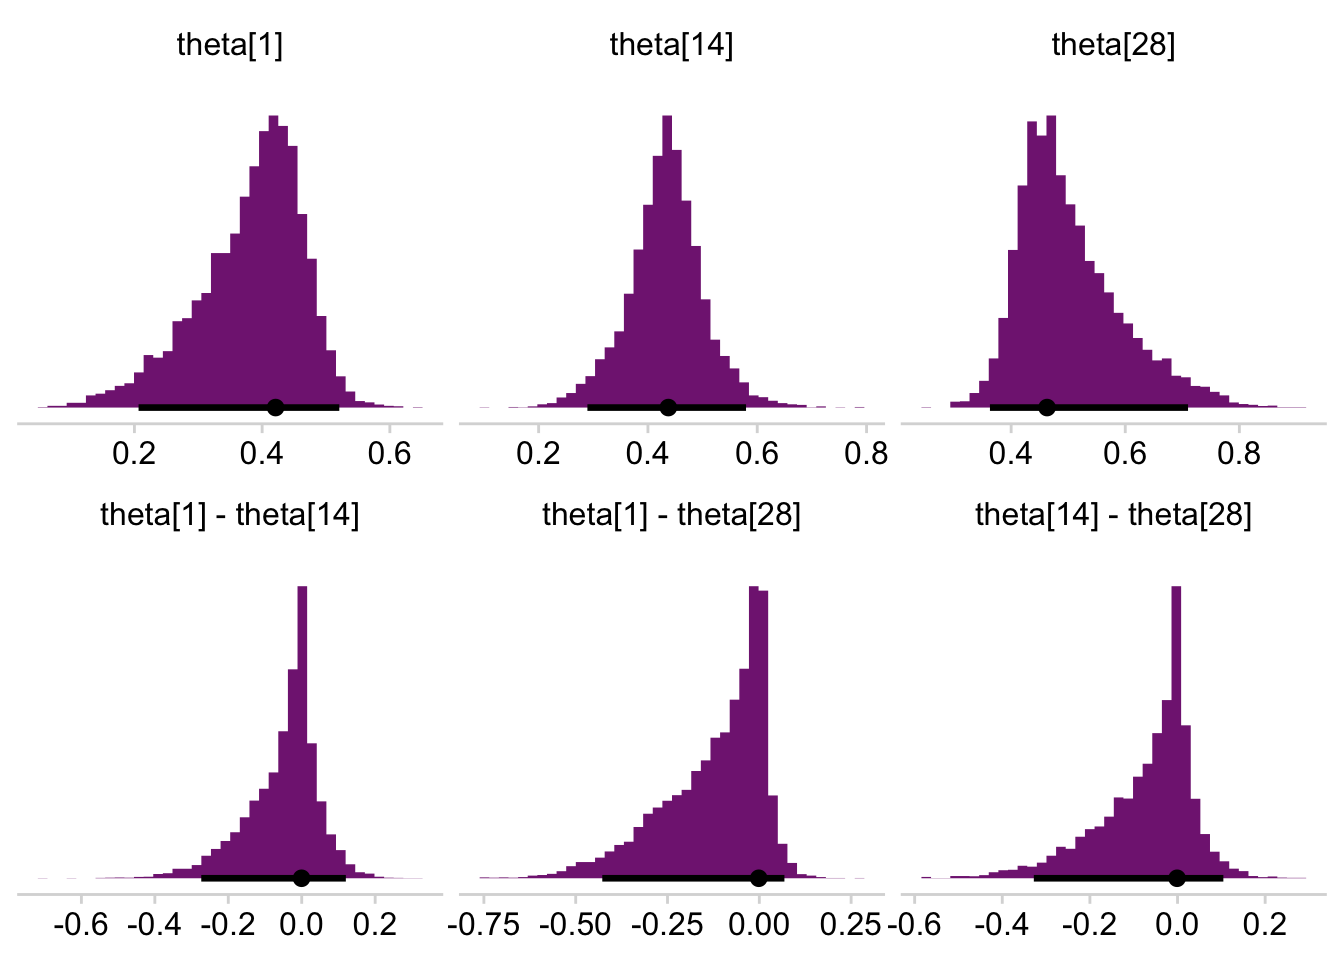 theta[1] theta[14] theta[28]
0.2 0.4 0.6 0.2 0.4 0.6 0.8 0.4 0.6 0.8
theta[1] - theta[14] theta[1] - theta[28] theta[14] - theta[28]
-0.6 -0.4 -0.2 0.0 0.2 -0.75 -0.50 -0.25 0.00 0.25 -0.6 -0.4 -0.2 0.0 0.2